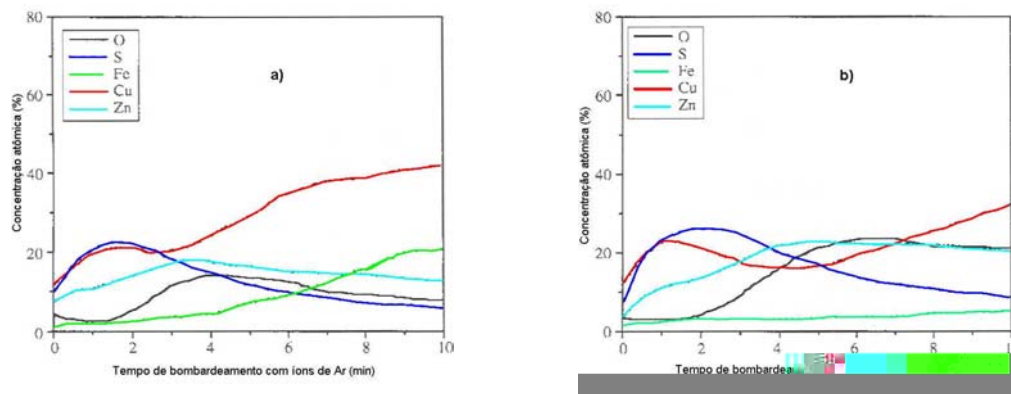 80
60
40
20
0
Concentração atômica (%)
O
S
Fe
Cu
Zn
a)
0 2 4 6 8 10
Tempo de bombardeamento com íons de Ar (min)
80
60
40
20
0
Concentração atômica (%)
O
S
Fe
Cu
Zn
b)
0 2 4 6 8
Tempo de